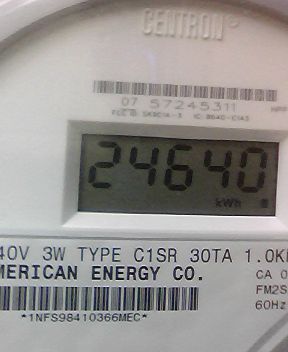 CENTRON
07 57245311
24640
kWh
40V 3W TYPE C1SR 30TA 1.0K
MERICAN ENERGY CO.
CA 0
FM2S
60Hz
*1NFS98410366MEC*